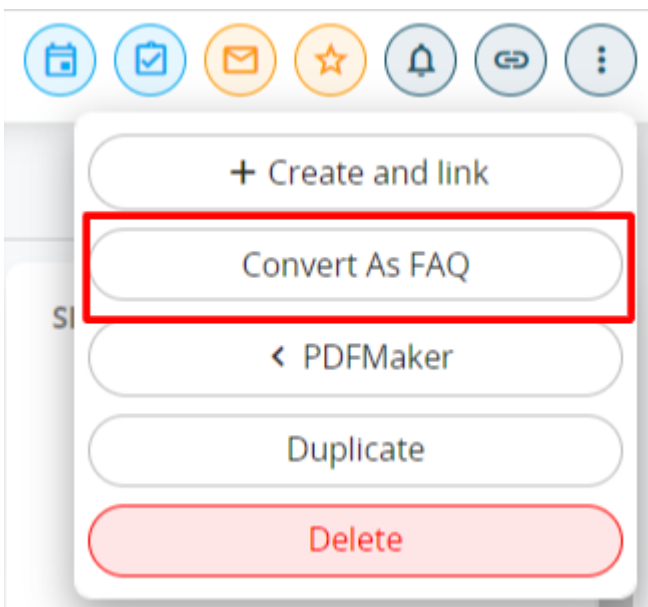 + Create and link
Convert As FAQ
< PDFMaker
Duplicate
Delete